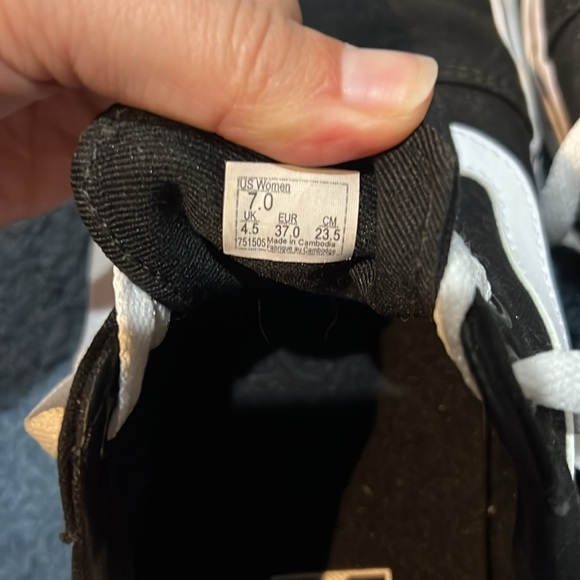 US Women
7.0
UK EUR CM
4.5 37.0 23.5
751505 Made in Cambodia
Fabriqué au Cambodge